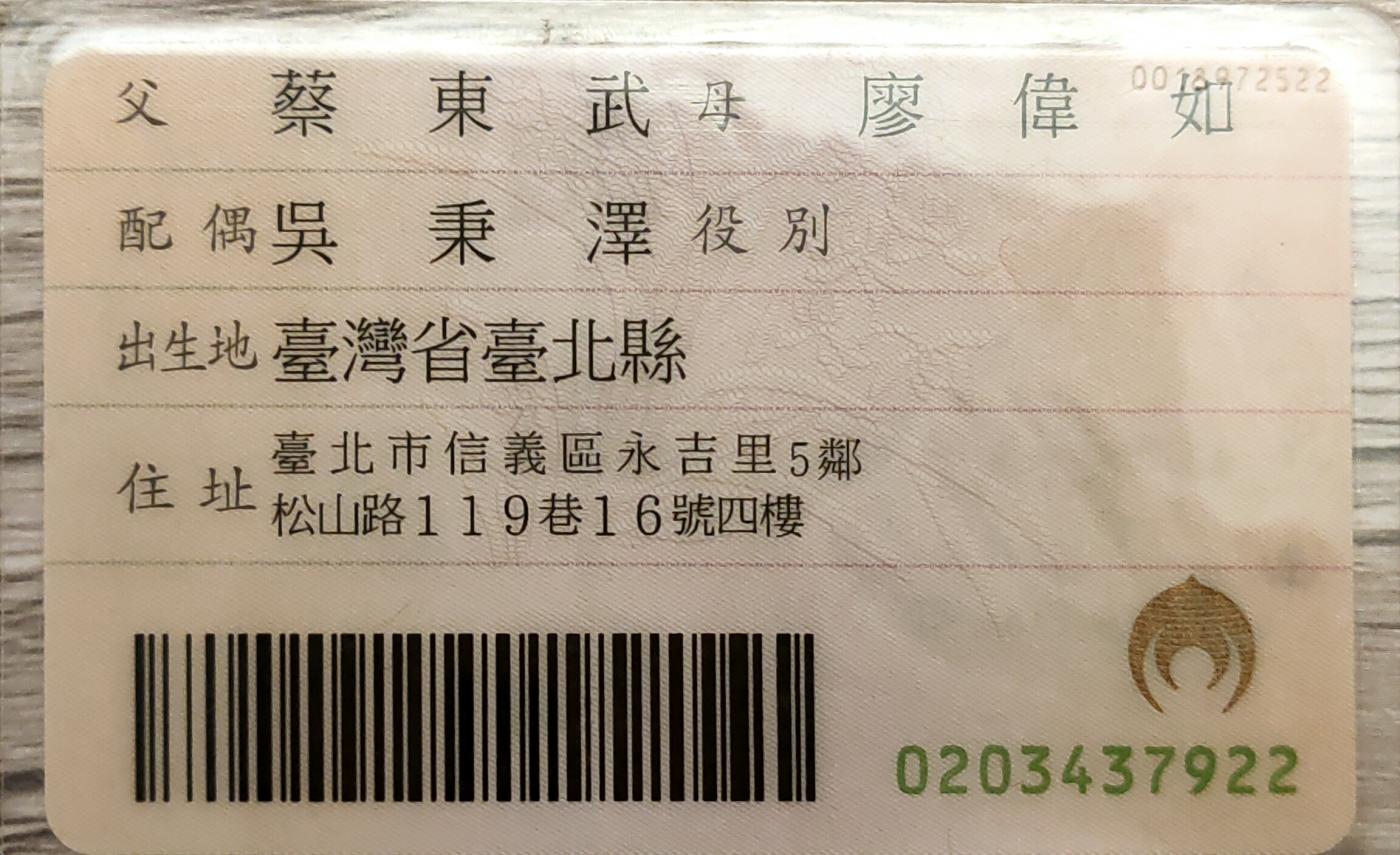 0018972522
父 蔡東武 母 廖偉如
配偶 吳秉澤 役別
出生地 臺灣省臺北縣
住址 臺北市信義區永吉里5鄰
松山路119巷16號四樓
0203437922